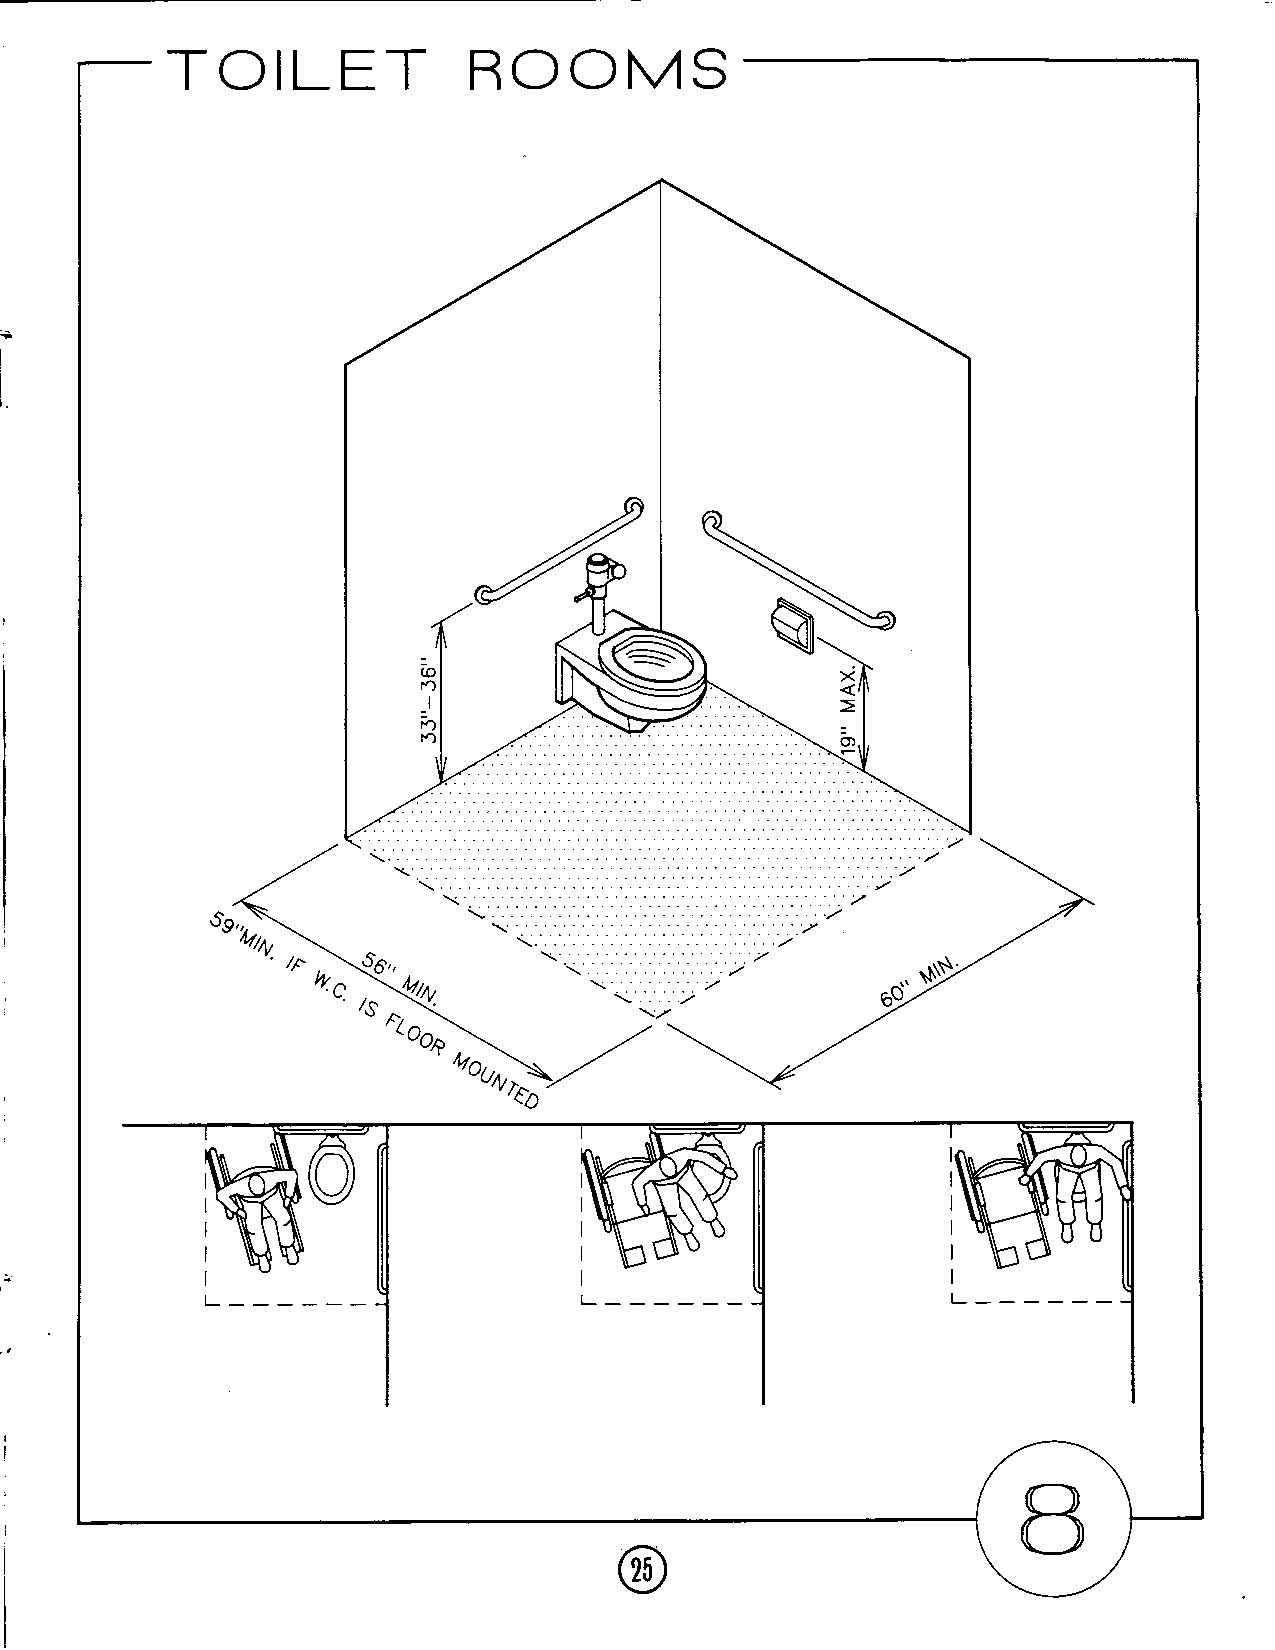 TOILET ROOMS
33"-36"
19" MAX.
56" MIN.
59"MIN. IF W.C. IS FLOOR MOUNTED
60" MIN.
8
25